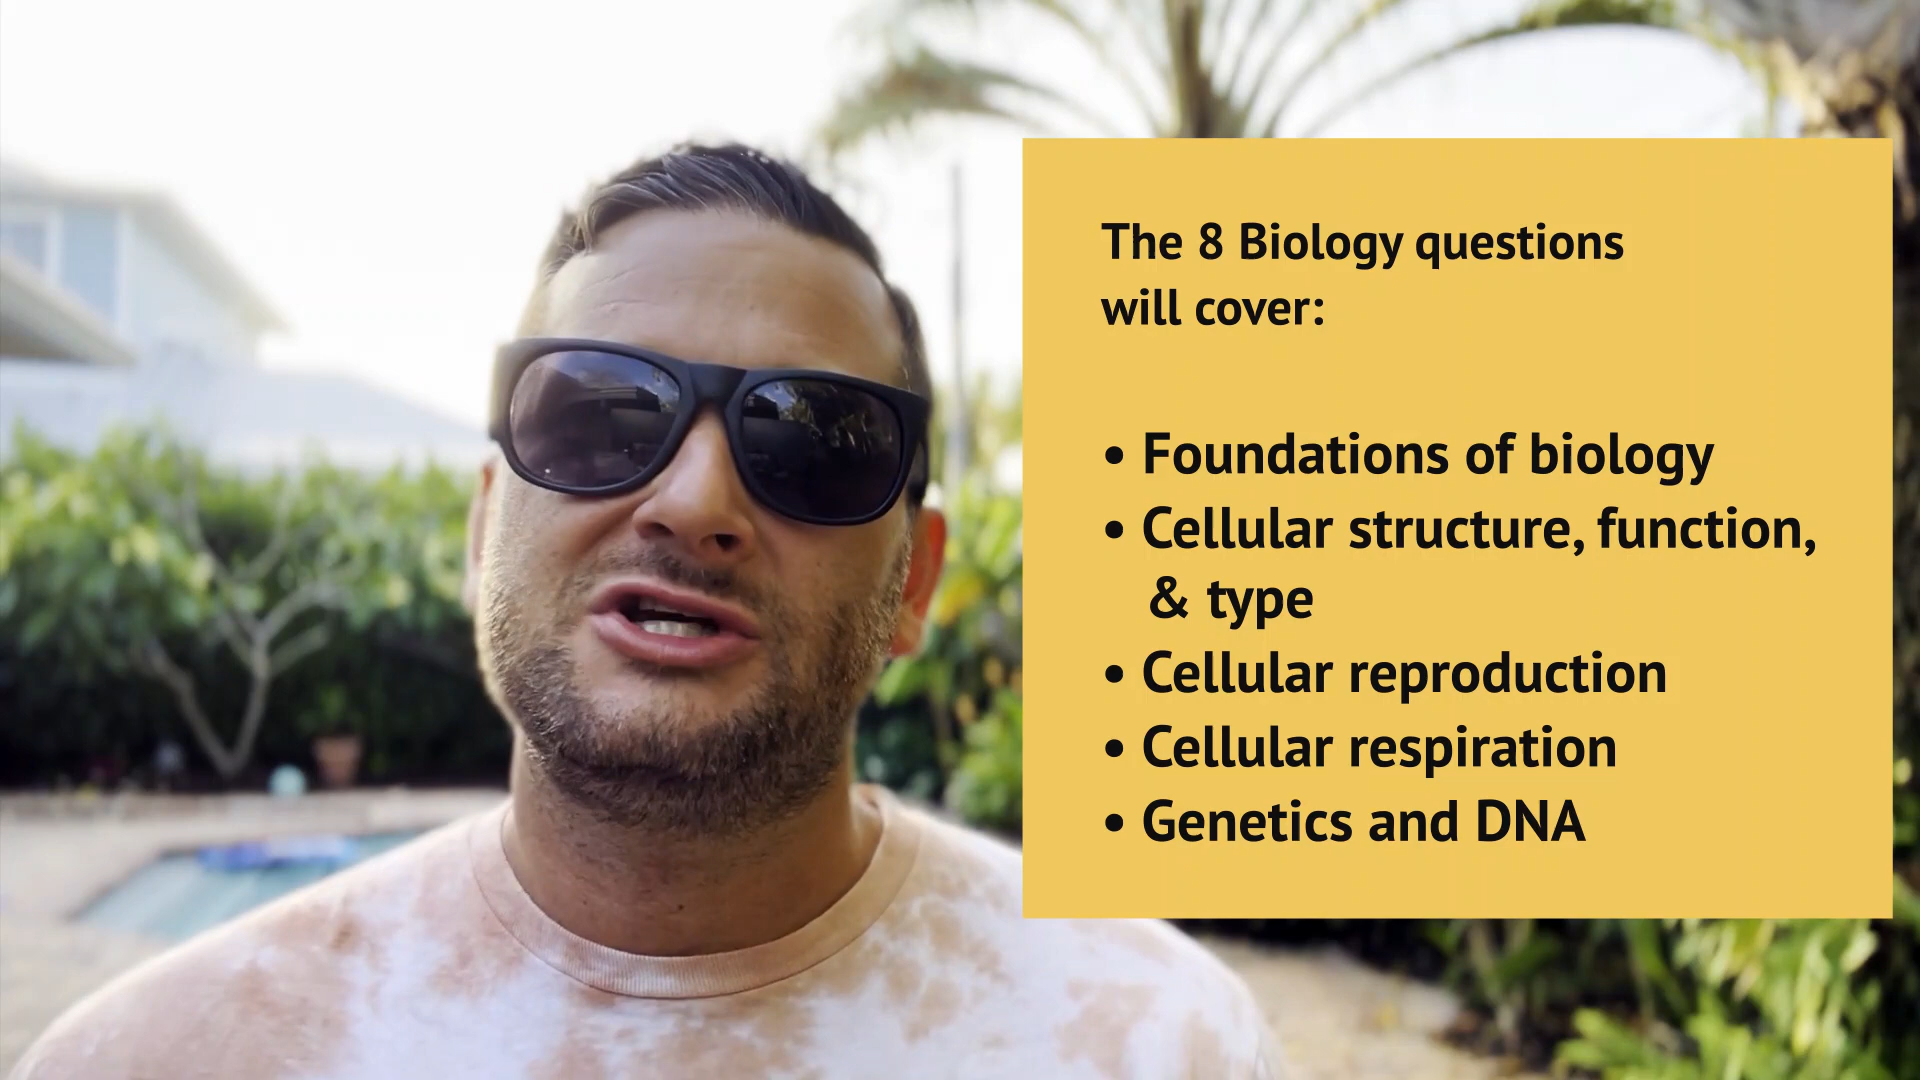 The 8 Biology questions
will cover:
• Foundations of biology
• Cellular structure, function,
& type
• Cellular reproduction
• Cellular respiration
• Genetics and DNA